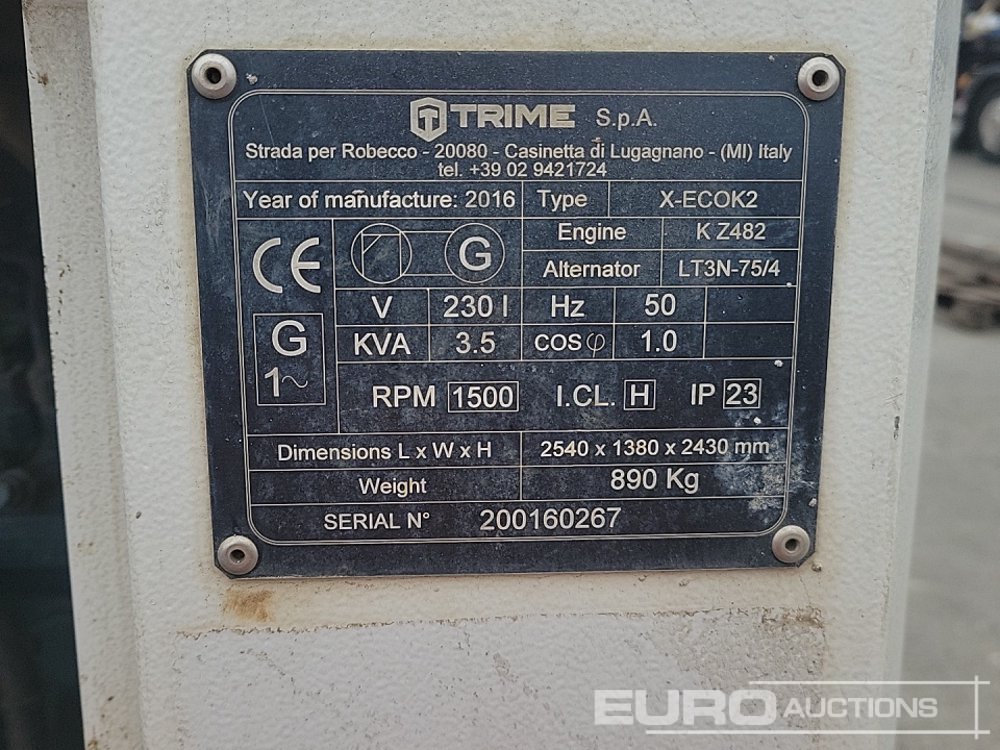 TRIME S.p.A.
Strada per Robecco - 20080 - Casinetta di Lugagnano - (MI) Italy
tel. +39 02 9421724
Year of manufacture: 2016 Type X-ECOK2
CE G Engine K Z482
Alternator LT3N-75/4
V 230 I Hz 50
G KVA 3.5 COS φ 1.0
1~ RPM 1500 I.CL. H IP 23
Dimensions L x W x H 2540 x 1380 x 2430 mm
Weight 890 Kg
SERIAL N° 200160267
EURO AUCTIONS